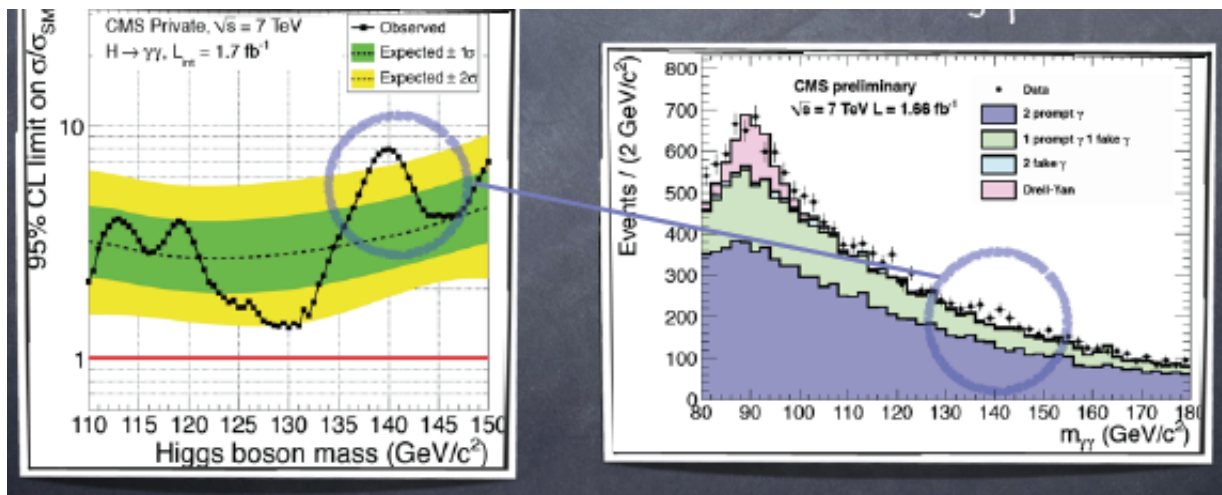 CMS Private, √s = 7 TeV
H → γγ, L_int = 1.7 fb⁻¹
Observed
Expected ± 1σ
Expected ± 2σ
95% CL limit on σ/σ_SM
10
1
110 115 120 125 130 135 140 145 150
Higgs boson mass (GeV/c²)
CMS preliminary
√s = 7 TeV L = 1.66 fb⁻¹
Data
2 prompt γ
1 prompt γ 1 fake γ
2 fake γ
Drell-Yan
Events / (2 GeV/c²)
800
700
600
500
400
300
200
100
0
80 90 100 110 120 130 140 150 160 170 180
m_γγ (GeV/c²)